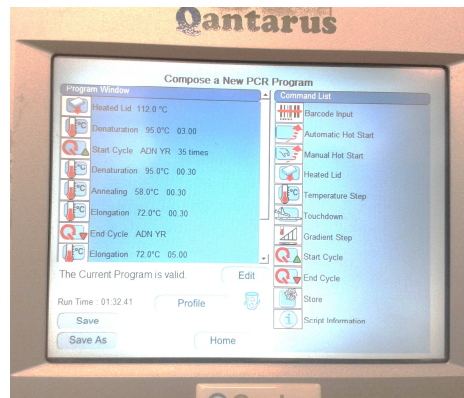 Qantarus
Compose a New PCR Program
Program Window
Heated Lid 112.0 °C
°C Denaturation 95.0°C 03.00
Start Cycle ADN YR 35 times
°C Denaturation 95.0°C 00.30
°C Annealing 58.0°C 00.30
°C Elongation 72.0°C 00.30
End Cycle ADN YR
°C Elongation 72.0°C 05.00
The Current Program is valid. Edit
Run Time : 01:32.41 Profile
Save
Save As
Home
Command List
Barcode Input
Automatic Hot Start
Manual Hot Start
Heated Lid
°C Temperature Step
Touchdown
Gradient Step
Start Cycle
End Cycle
Store
i Script Information